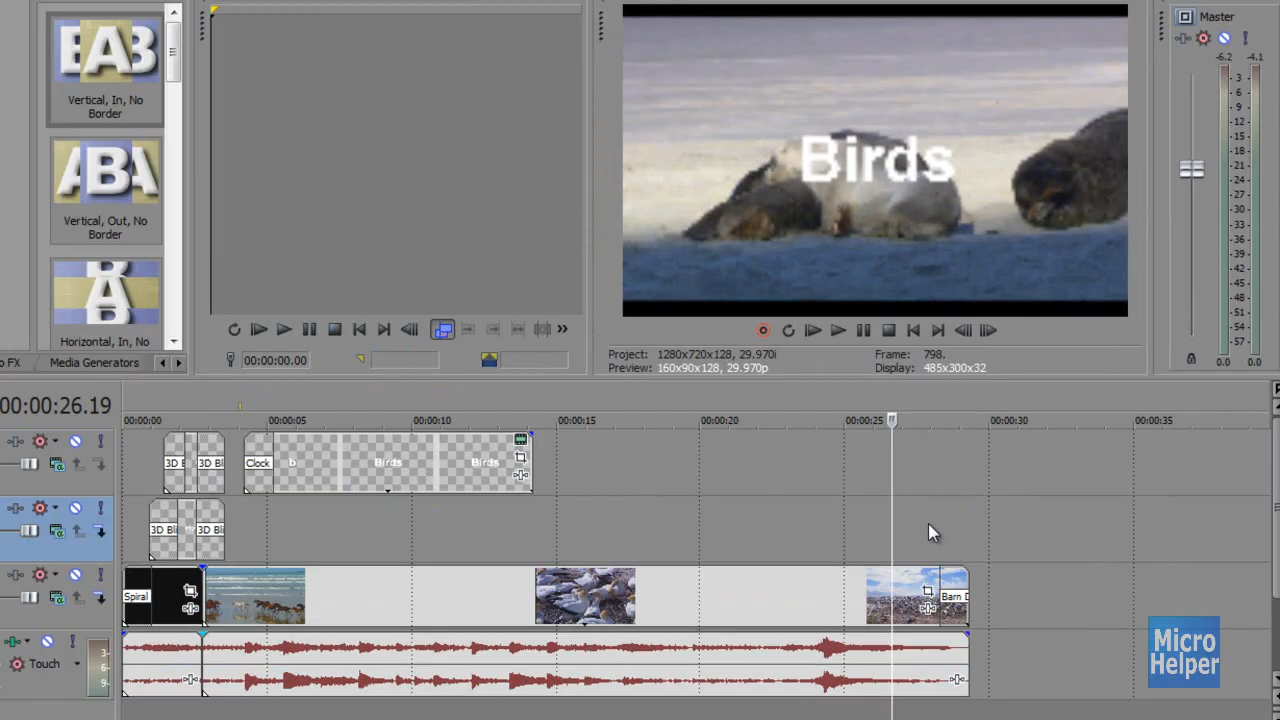 Master
-6.2 -4.1
EAB
Vertical, In, No
Border
ABA
Vertical, Out, No
Border
B
A
B
Horizontal, In, No
o FX
Media Generators
Birds
3
6
9
12
15
18
21
24
27
30
33
36
39
42
45
48
51
54
57
0.0 0.0
00:00:00.00
Project: 1280x720x128, 29.970i
Preview: 160x90x128, 29.970p
Frame: 798.
Display: 485x300x32
00:00:26.19
00:00:00 00:00:05 00:00:10 00:00:15 00:00:20 00:00:25 00:00:30 00:00:35
3D B 3D Bl Clock b Birds Birds
3D Bli 3D Bl
Spiral
Barn D
Touch
3
6
9
Micro
Helper